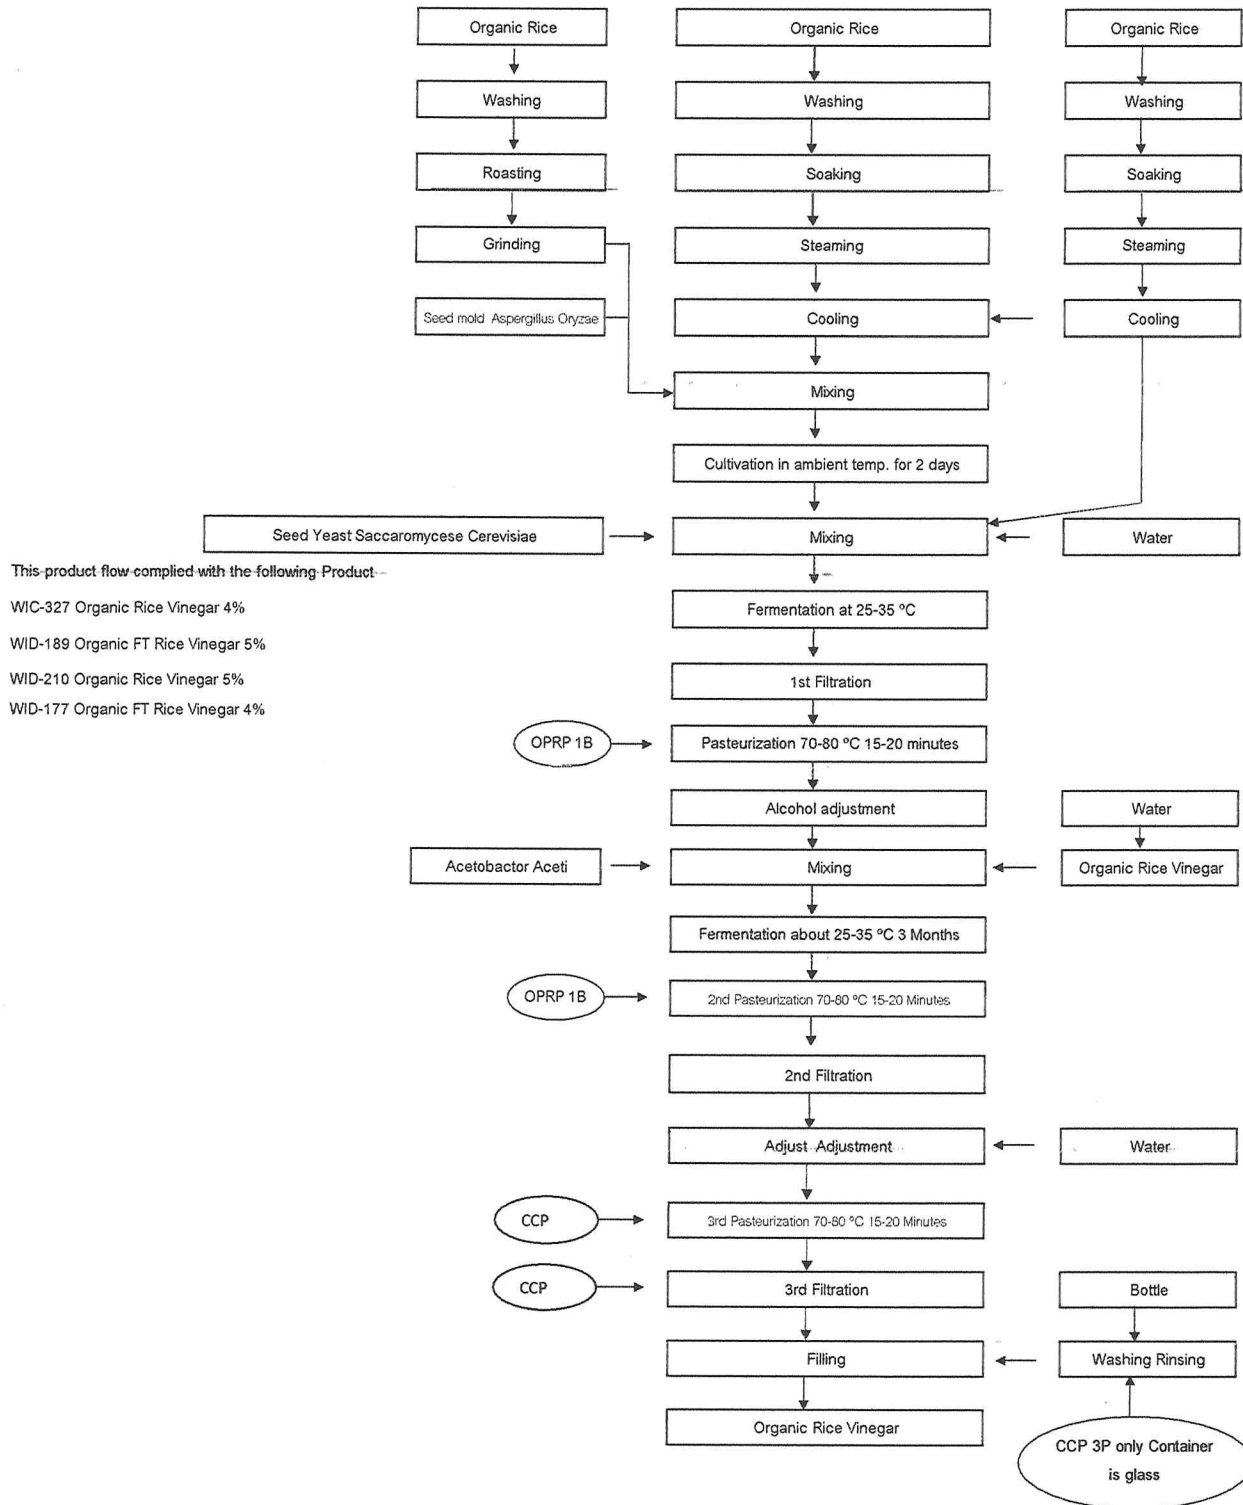 Organic Rice
Organic Rice
Organic Rice
Washing
Washing
Washing
Roasting
Soaking
Soaking
Grinding
Steaming
Steaming
Seed mold Aspergillus Oryzae
Cooling
Cooling
Mixing
Cultivation in ambient temp. for 2 days
Seed Yeast Saccaromycese Cerevisiae
Mixing
Water
This product flow complied with the following Product
WIC-327 Organic Rice Vinegar 4%
WID-189 Organic FT Rice Vinegar 5%
WID-210 Organic Rice Vinegar 5%
WID-177 Organic FT Rice Vinegar 4%
Fermentation at 25-35 ºC
1st Filtration
OPRP 1B
Pasteurization 70-80 ºC 15-20 minutes
Alcohol adjustment
Water
Acetobactor Aceti
Mixing
Organic Rice Vinegar
Fermentation about 25-35 ºC 3 Months
OPRP 1B
2nd Pasteurization 70-80 ºC 15-20 Minutes
2nd Filtration
Adjust Adjustment
Water
CCP
3rd Pasteurization 70-80 ºC 15-20 Minutes
CCP
3rd Filtration
Bottle
Filling
Washing Rinsing
Organic Rice Vinegar
CCP 3P only Container
is glass